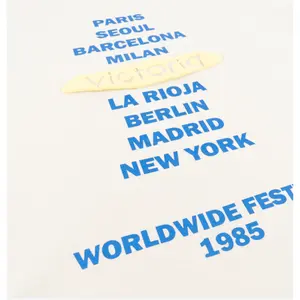 PARIS
SEOUL
BARCELONA
MILAN
Victoria
LA RIOJA
BERLIN
MADRID
NEW YORK
WORLDWIDE FEST
1985